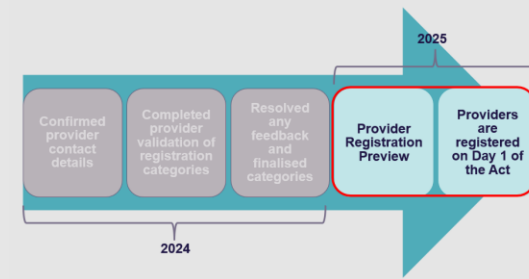 2025
Confirmed
provider
contact
details
Completed
provider
validation of
registration
categories
Resolved
any
feedback
and
finalised
categories
Provider
Registration
Preview
Providers
are
registered
on Day 1 of
the Act
2024